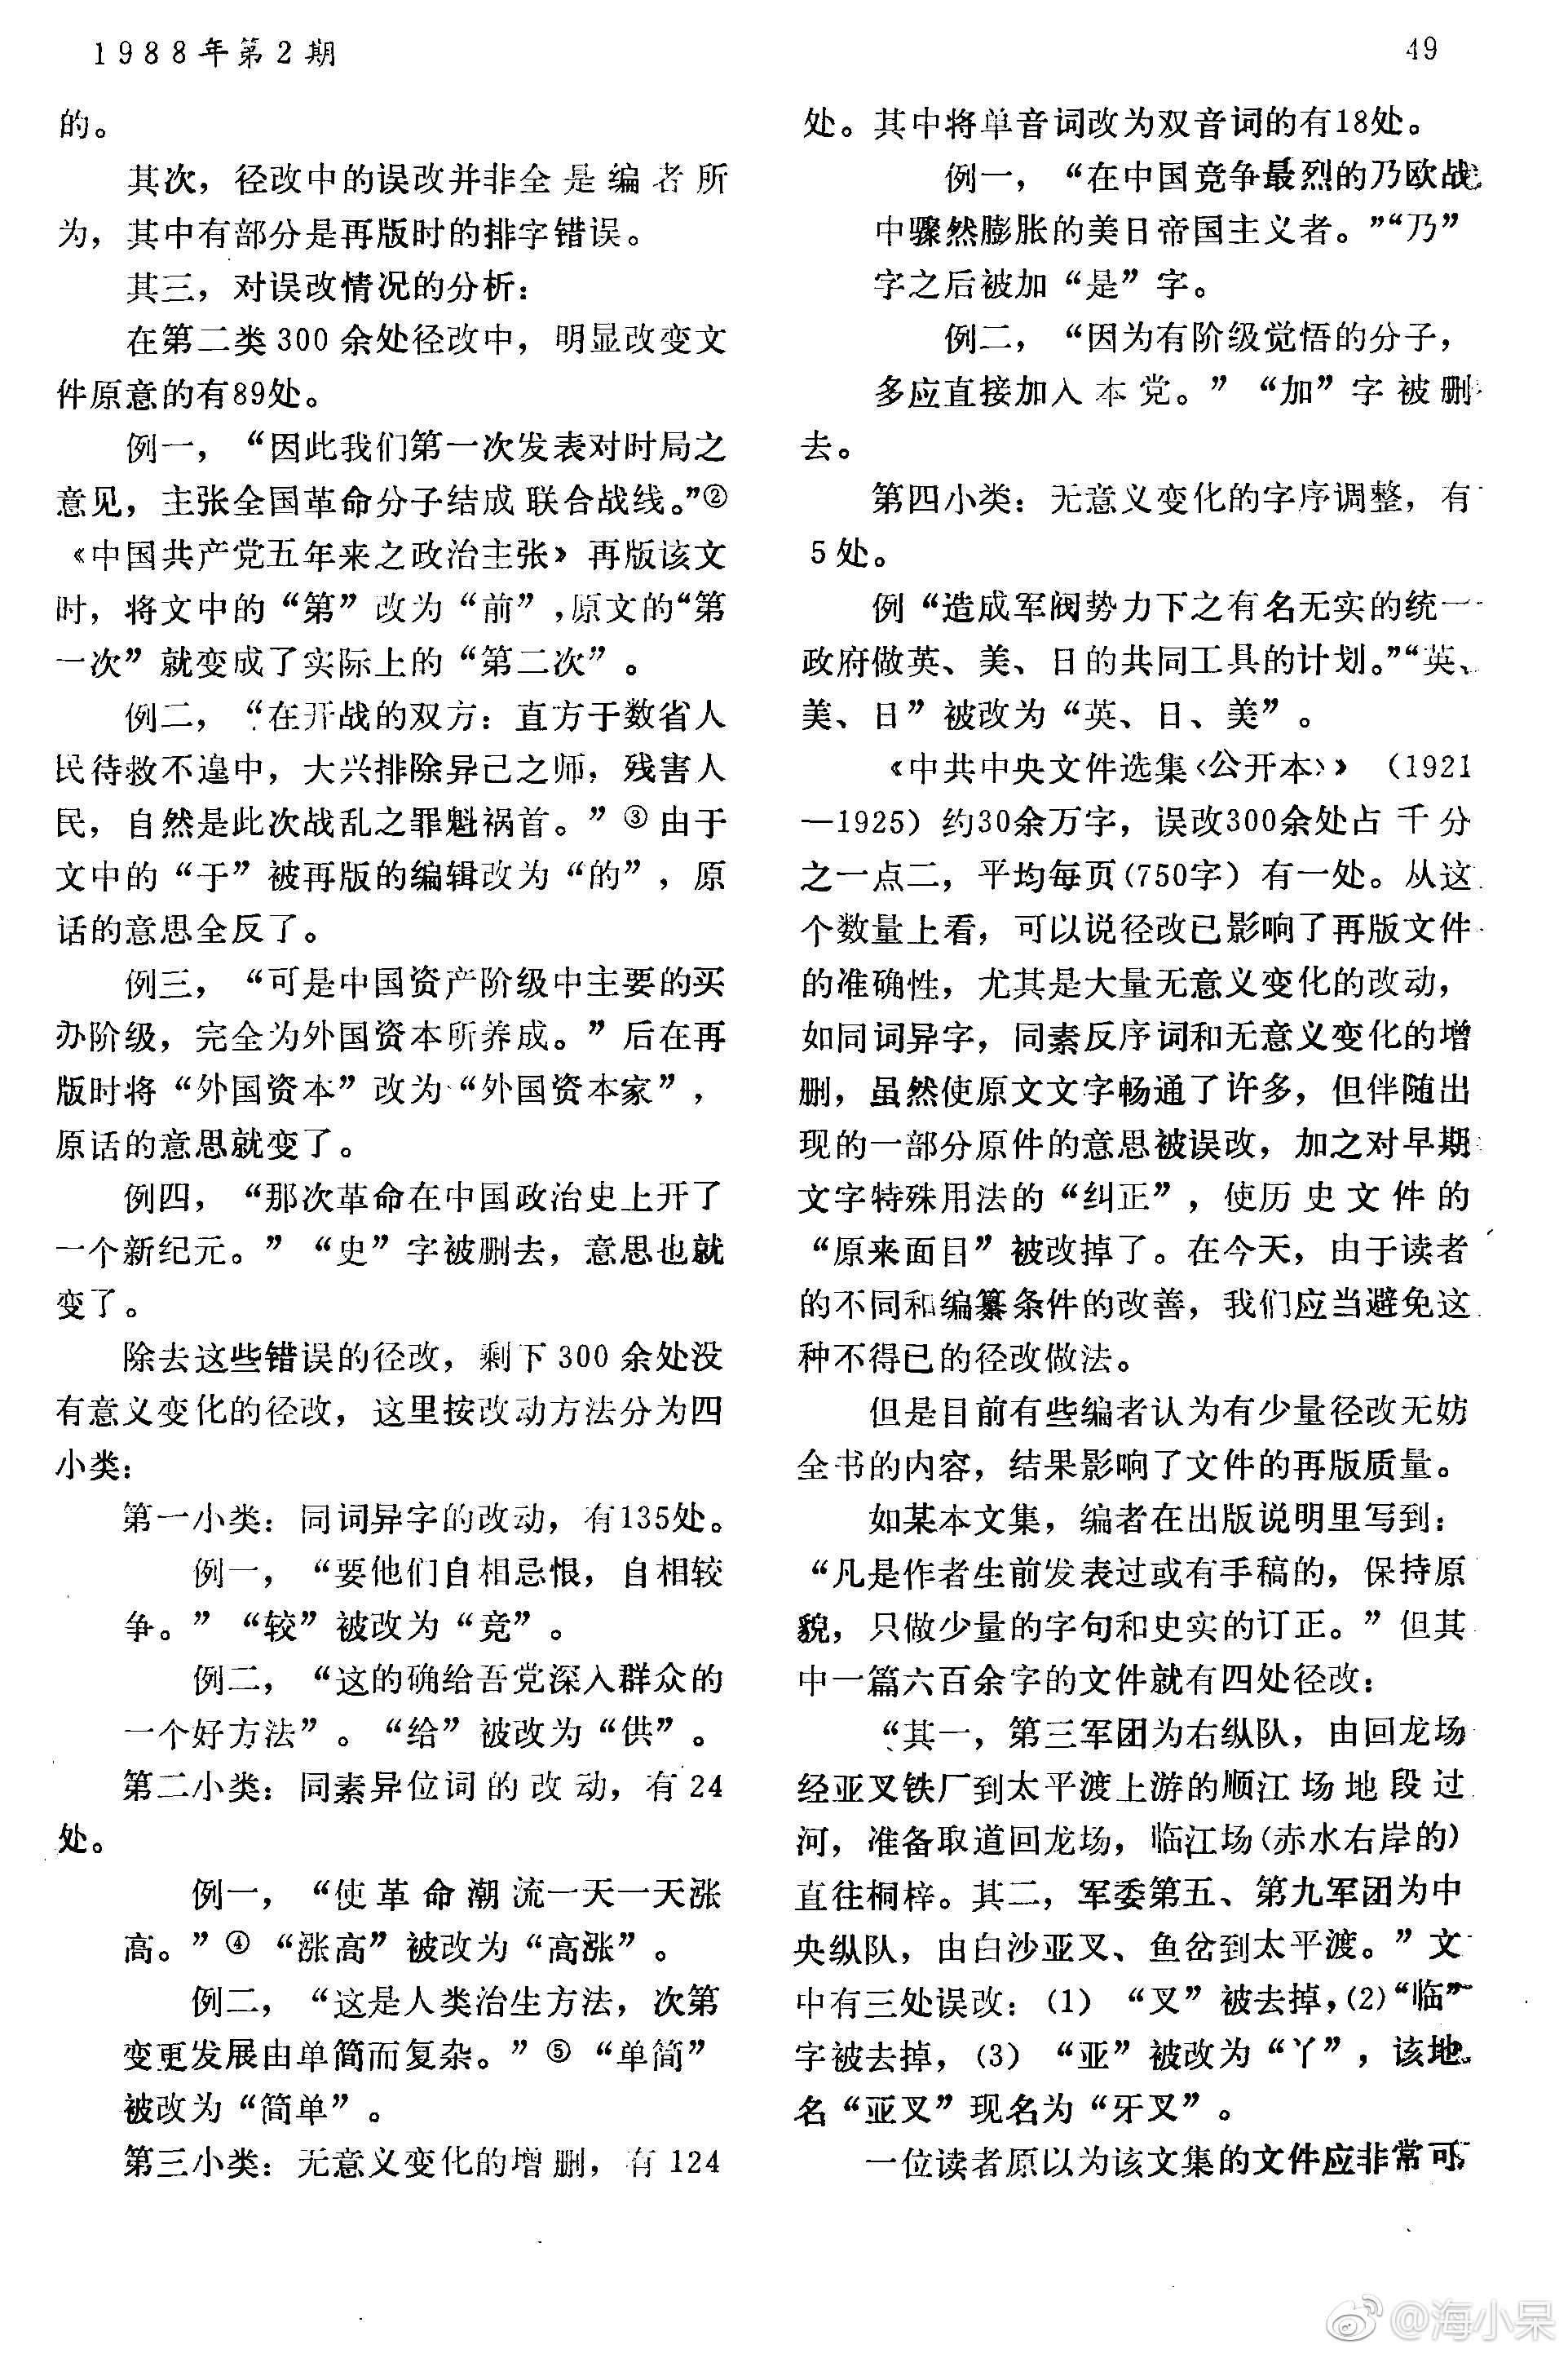 1988年第2期
49
的。
其次，径改中的误改并非全是编者所
为，其中有部分是再版时的排字错误。
其三，对误改情况的分析：
在第二类300余处径改中，明显改变文
件原意的有89处。
例一，“因此我们第一次发表对时局之
意见，主张全国革命分子结成联合战线。”②
《中国共产党五年来之政治主张》再版该文
时，将文中的“第”改为“前”，原文的“第
一次”就变成了实际上的“第二次”。
例二，“在开战的双方：直方于数省人
民待救不遑中，大兴排除异己之师，残害人
民，自然是此次战乱之罪魁祸首。”③由于
文中的“于”被再版的编辑改为“的”，原
话的意思全反了。
例三，“可是中国资产阶级中主要的买
办阶级，完全为外国资本所养成。”后在再
版时将“外国资本”改为“外国资本家”，
原话的意思就变了。
例四，“那次革命在中国政治史上开了
一个新纪元。”“史”字被删去，意思也就
变了。
除去这些错误的径改，剩下300余处没
有意义变化的径改，这里按改动方法分为四
小类：
第一小类：同词异字的改动，有135处。
例一，“要他们自相忌恨，自相较
争。”“较”被改为“竞”。
例二，“这的确给吾党深入群众的
一个好方法”。“给”被改为“供”。
第二小类：同素异位词的改动，有24
处。
例一，“使革命潮流一天一天涨
高。”④“涨高”被改为“高涨”。
例二，“这是人类治生方法，次第
变更发展由单简而复杂。”⑤“单简”
被改为“简单”。
第三小类：无意义变化的增删，有124
处。其中将单音词改为双音词的有18处。
例一，“在中国竞争最烈的乃欧战
中骤然膨胀的美日帝国主义者。”“乃”
字之后被加“是”字。
例二，“因为有阶级觉悟的分子，
多应直接加入本党。”“加”字被删
去。
第四小类：无意义变化的字序调整，有
5处。
例“造成军阀势力下之有名无实的统一
政府做英、美、日的共同工具的计划。”“英、
美、日”被改为“英、日、美”。
《中共中央文件选集〈公开本〉》（1921
—1925）约30余万字，误改300余处占千分
之一点二，平均每页(750字）有一处。从这
个数量上看，可以说径改已影响了再版文件
的准确性，尤其是大量无意义变化的改动，
如同词异字，同素反序词和无意义变化的增
删，虽然使原文文字畅通了许多，但伴随出
现的一部分原件的意思被误改，加之对早期
文字特殊用法的“纠正”，使历史文件的
“原来面目”被改掉了。在今天，由于读者
的不同和编纂条件的改善，我们应当避免这
种不得已的径改做法。
但是目前有些编者认为有少量径改无妨
全书的内容，结果影响了文件的再版质量。
如某本文集，编者在出版说明里写到：
“凡是作者生前发表过或有手稿的，保持原
貌，只做少量的字句和史实的订正。”但其
中一篇六百余字的文件就有四处径改：
“其一，第三军团为右纵队，由回龙场
经亚叉铁厂到太平渡上游的顺江场地段过
河，准备取道回龙场，临江场(赤水右岸的)
直往桐梓。其二，军委第五、第九军团为中
央纵队，由白沙亚叉、鱼岔到太平渡。”文
中有三处误改：(1)“叉”被去掉，(2)“临”
字被去掉，(3)“亚”被改为“丫”，该地
名“亚叉”现名为“牙叉”。
一位读者原以为该文集的文件应非常可
@海小呆